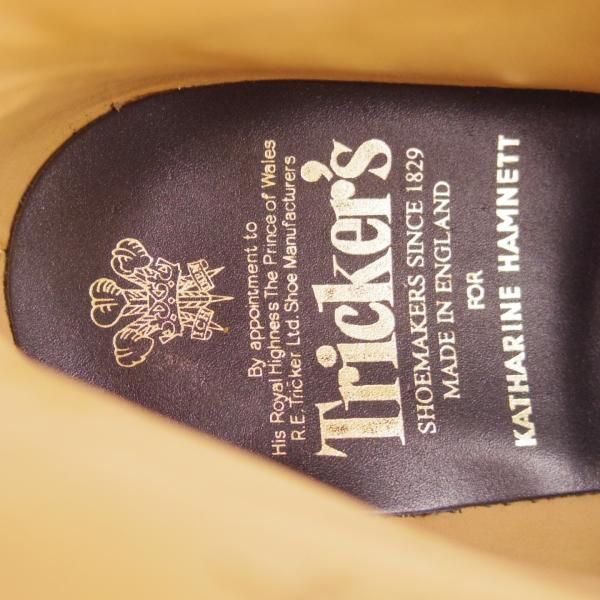 By appointment to
His Royal Highness The Prince of Wales
R.E. Tricker Ltd. Shoe Manufacturers
Tricker's
SHOEMAKERS SINCE 1829
MADE IN ENGLAND
FOR
KATHARINE HAMNETT